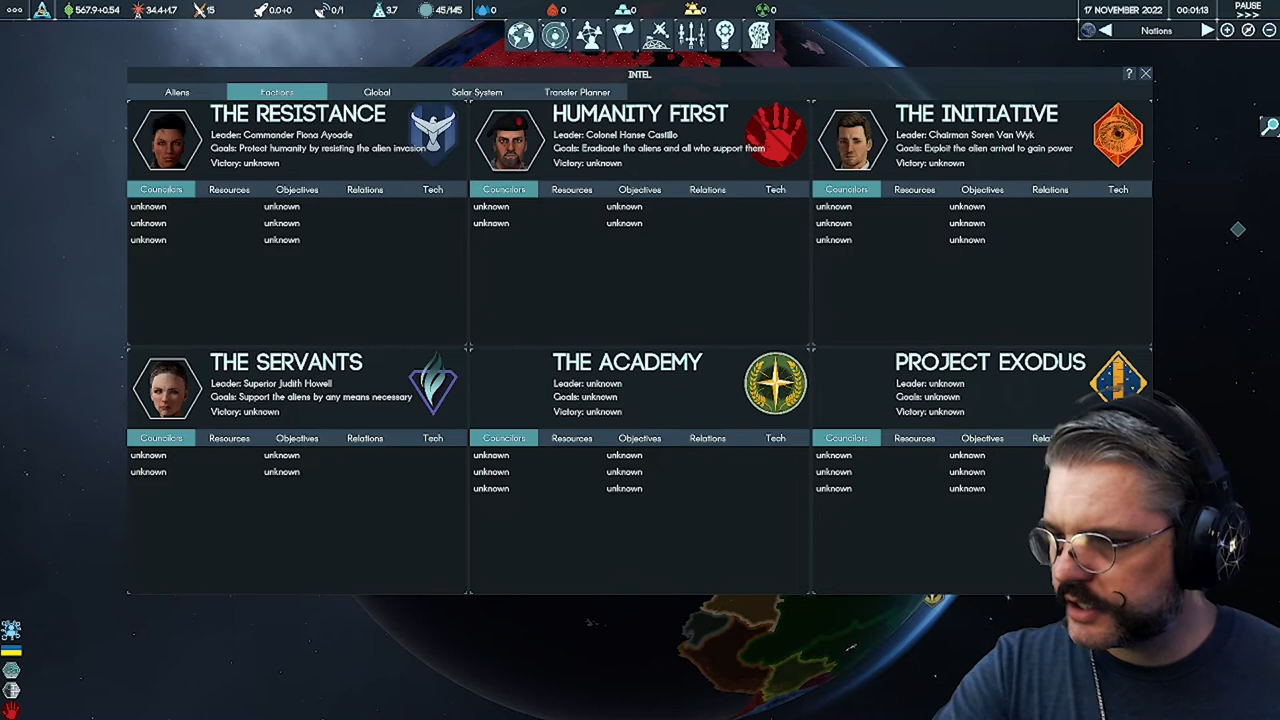 567.9+0.54 34.4+1.7 15 0.0+0 0/1 3.7 45/145 0 0 0 0 0 17 NOVEMBER 2022 00:01:13 PAUSE
>>>
Nations
INTEL
?
Aliens Factions Global Solar System Transfer Planner
THE RESISTANCE
Leader: Commander Fiona Ayoade
Goals: Protect humanity by resisting the alien invasion
Victory: unknown
Councilors Resources Objectives Relations Tech
unknown unknown
unknown unknown
unknown unknown
HUMANITY FIRST
Leader: Colonel Hanse Castillo
Goals: Eradicate the aliens and all who support them
Victory: unknown
Councilors Resources Objectives Relations Tech
unknown unknown
unknown unknown
THE INITIATIVE
Leader: Chairman Soren Van Wyk
Goals: Exploit the alien arrival to gain power
Victory: unknown
Councilors Resources Objectives Relations Tech
unknown unknown
unknown unknown
unknown unknown
THE SERVANTS
Leader: Superior Judith Howell
Goals: Support the aliens by any means necessary
Victory: unknown
Councilors Resources Objectives Relations Tech
unknown unknown
unknown unknown
THE ACADEMY
Leader: unknown
Goals: unknown
Victory: unknown
Councilors Resources Objectives Relations Tech
unknown unknown
unknown unknown
unknown unknown
PROJECT EXODUS
Leader: unknown
Goals: unknown
Victory: unknown
Councilors Resources Objectives
unknown unknown
unknown unknown
unknown unknown